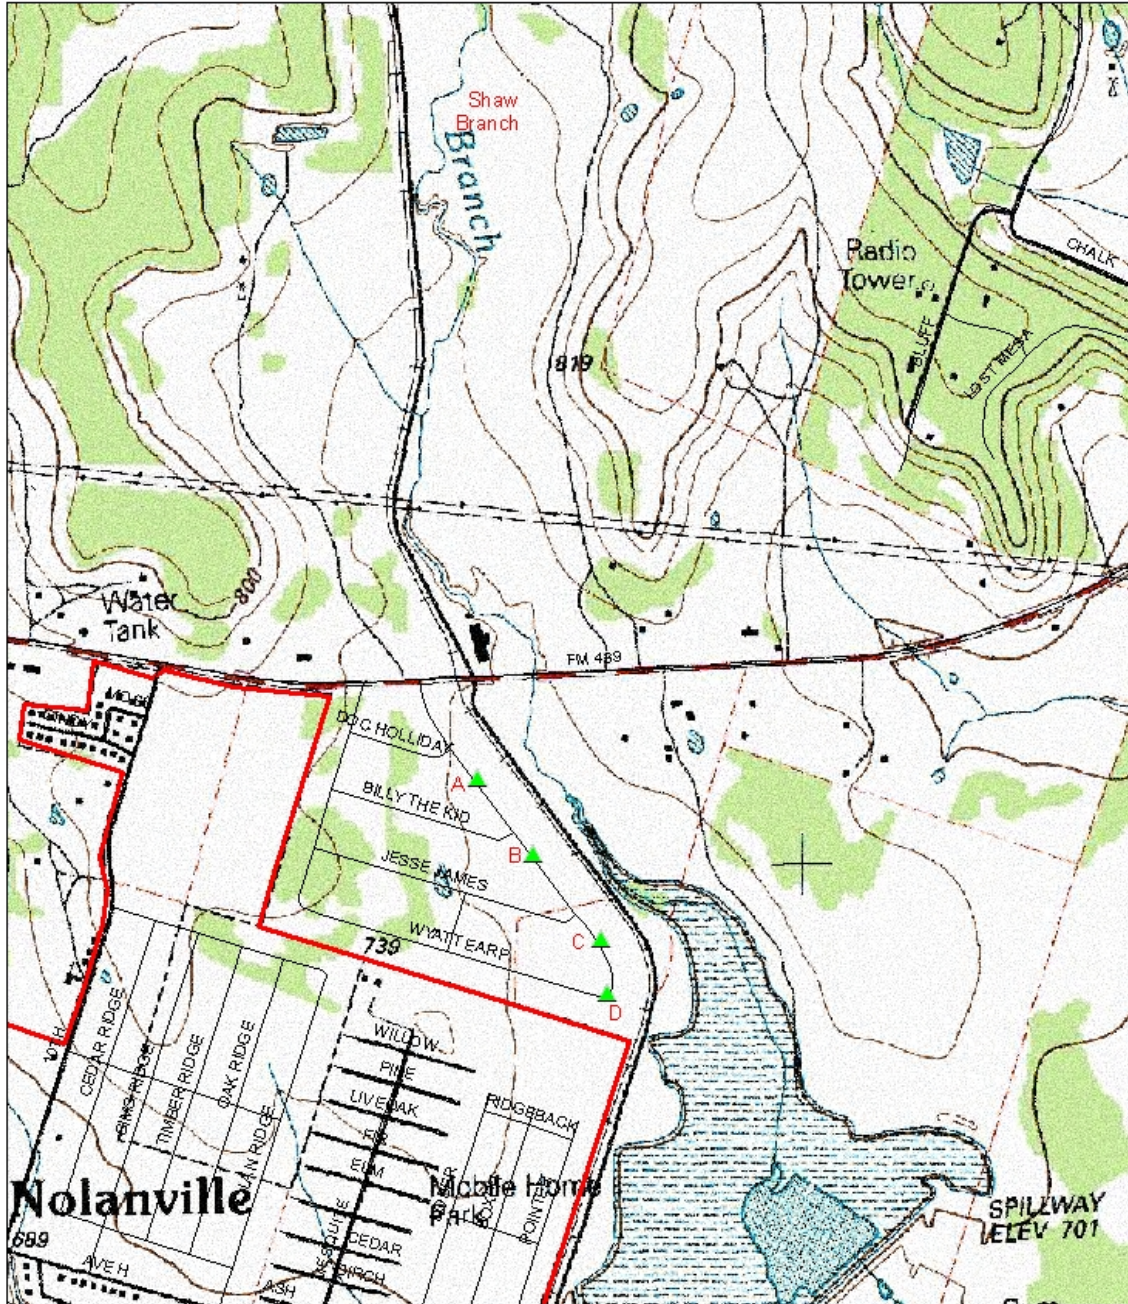 Shaw
Branch
Branch
Radio
Tower
CHALK
BLUFF
LOST MESA
819
800
Water
Tank
FM 439
DOC HOLLIDAY
A
BILLY THE KID
B
JESSE JAMES
WYATT EARP
C
739
D
10TH
CEDAR RIDGE
TIMBER RIDGE
OAK RIDGE
WILLOW
PINE
LIVEOAK
RIDGEBACK
ELM
Nolanville
Mobile Home
Park
POINTER
MESQUITE
CEDAR
BIRCH
ASH
SPILLWAY
ELEV 701
689
AVE H